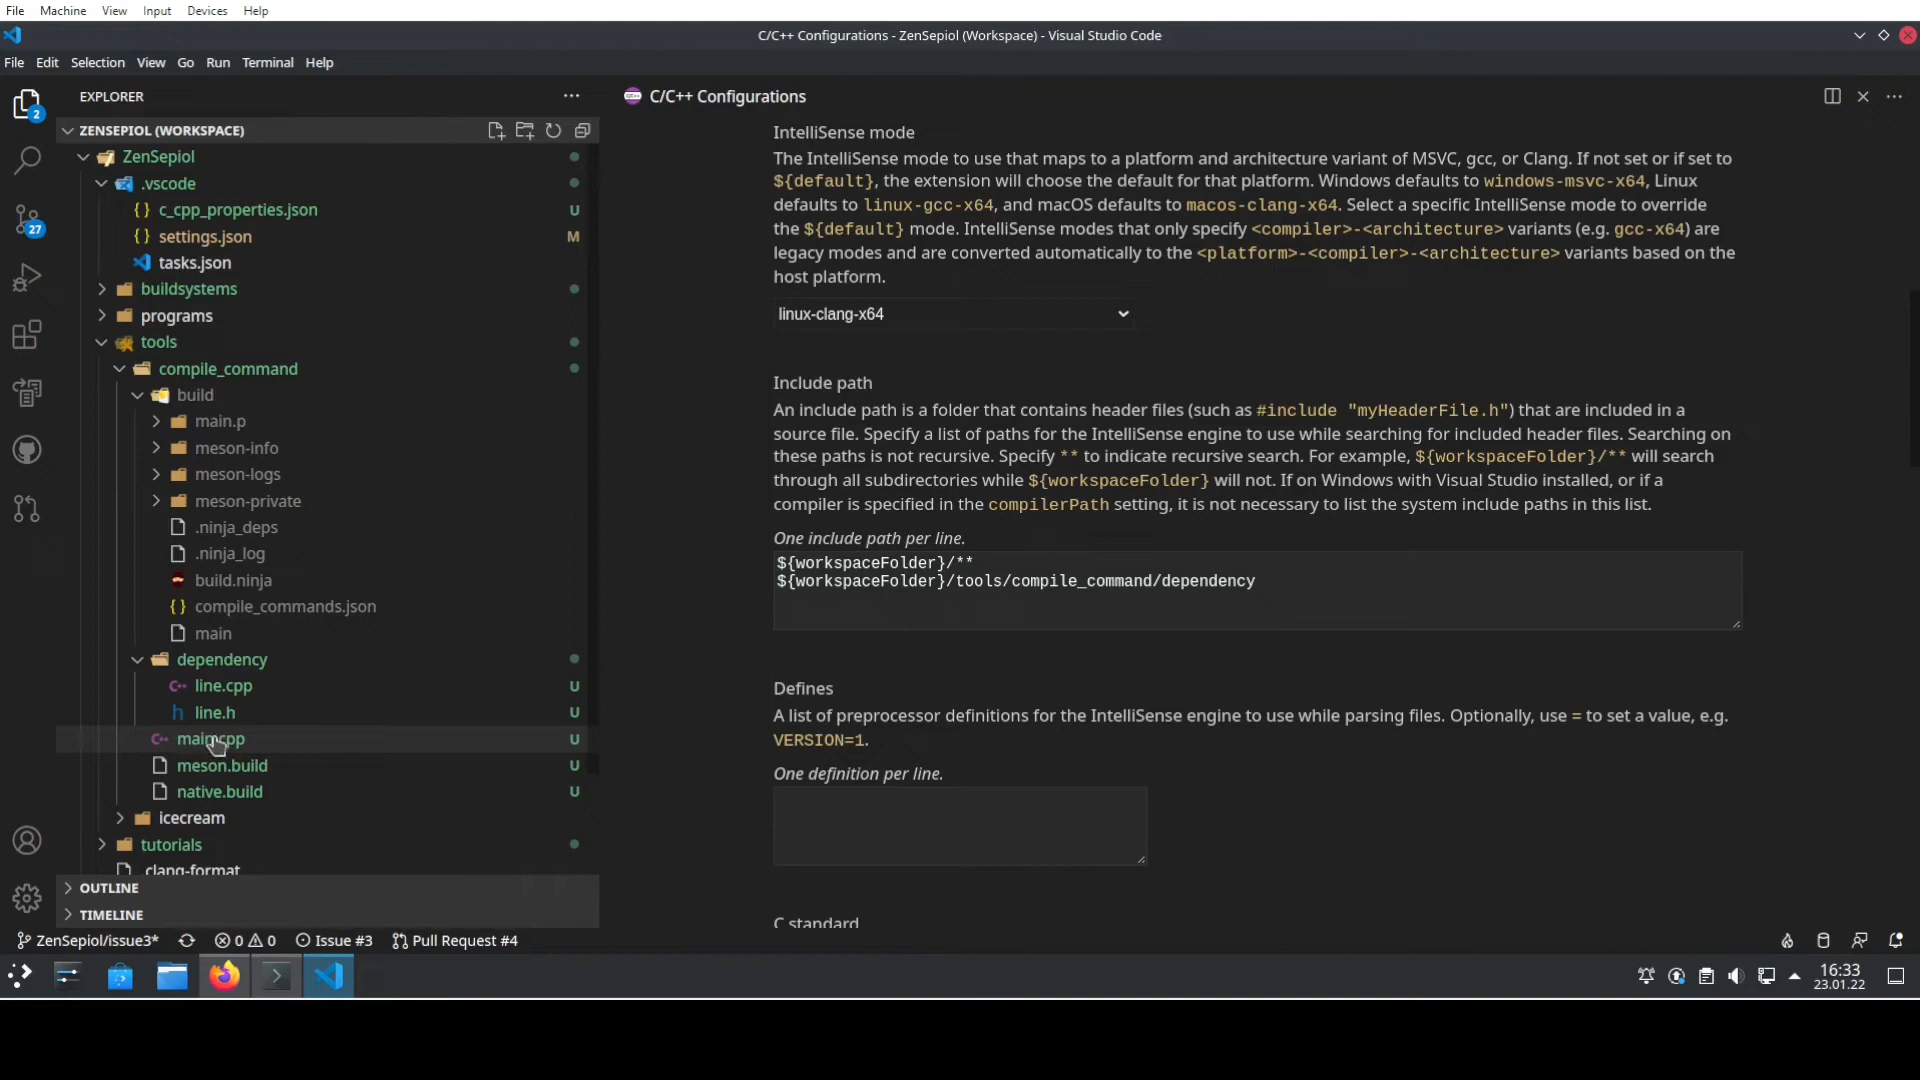 File Machine View Input Devices Help
C/C++ Configurations - ZenSepiol (Workspace) - Visual Studio Code
File Edit Selection View Go Run Terminal Help
EXPLORER
ZENSEPIOL (WORKSPACE)
ZenSepiol
.vscode
{} c_cpp_properties.json U
{} settings.json M
tasks.json
buildsystems
programs
tools
compile_command
build
main.p
meson-info
meson-logs
meson-private
.ninja_deps
.ninja_log
build.ninja
{} compile_commands.json
main
dependency
line.cpp U
h line.h U
main.cpp U
meson.build U
native.build U
icecream
tutorials
.clang-format
OUTLINE
TIMELINE
2
27
C/C++ Configurations
IntelliSense mode
The IntelliSense mode to use that maps to a platform and architecture variant of MSVC, gcc, or Clang. If not set or if set to
${default}, the extension will choose the default for that platform. Windows defaults to windows-msvc-x64, Linux
defaults to linux-gcc-x64, and macOS defaults to macos-clang-x64. Select a specific IntelliSense mode to override
the ${default} mode. IntelliSense modes that only specify <compiler>-<architecture> variants (e.g. gcc-x64) are
legacy modes and are converted automatically to the <platform>-<compiler>-<architecture> variants based on the
host platform.
linux-clang-x64
Include path
An include path is a folder that contains header files (such as #include "myHeaderFile.h") that are included in a
source file. Specify a list of paths for the IntelliSense engine to use while searching for included header files. Searching on
these paths is not recursive. Specify ** to indicate recursive search. For example, ${workspaceFolder}/** will search
through all subdirectories while ${workspaceFolder} will not. If on Windows with Visual Studio installed, or if a
compiler is specified in the compilerPath setting, it is not necessary to list the system include paths in this list.
One include path per line.
${workspaceFolder}/**
${workspaceFolder}/tools/compile_command/dependency
Defines
A list of preprocessor definitions for the IntelliSense engine to use while parsing files. Optionally, use = to set a value, e.g.
VERSION=1.
One definition per line.
C standard
ZenSepiol/issue3* 0 0 Issue #3 Pull Request #4
16:33
23.01.22